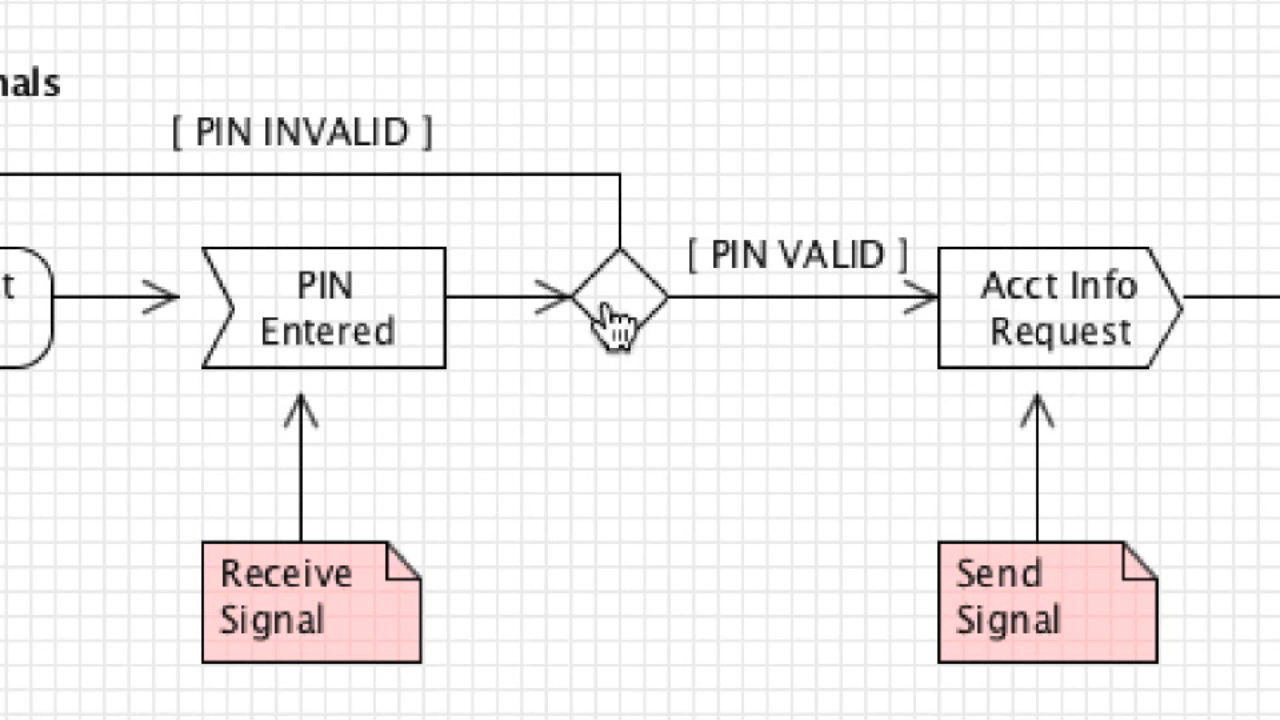 nals
[ PIN INVALID ]
[ PIN VALID ]
t
PIN
Entered
Acct Info
Request
Receive
Signal
Send
Signal